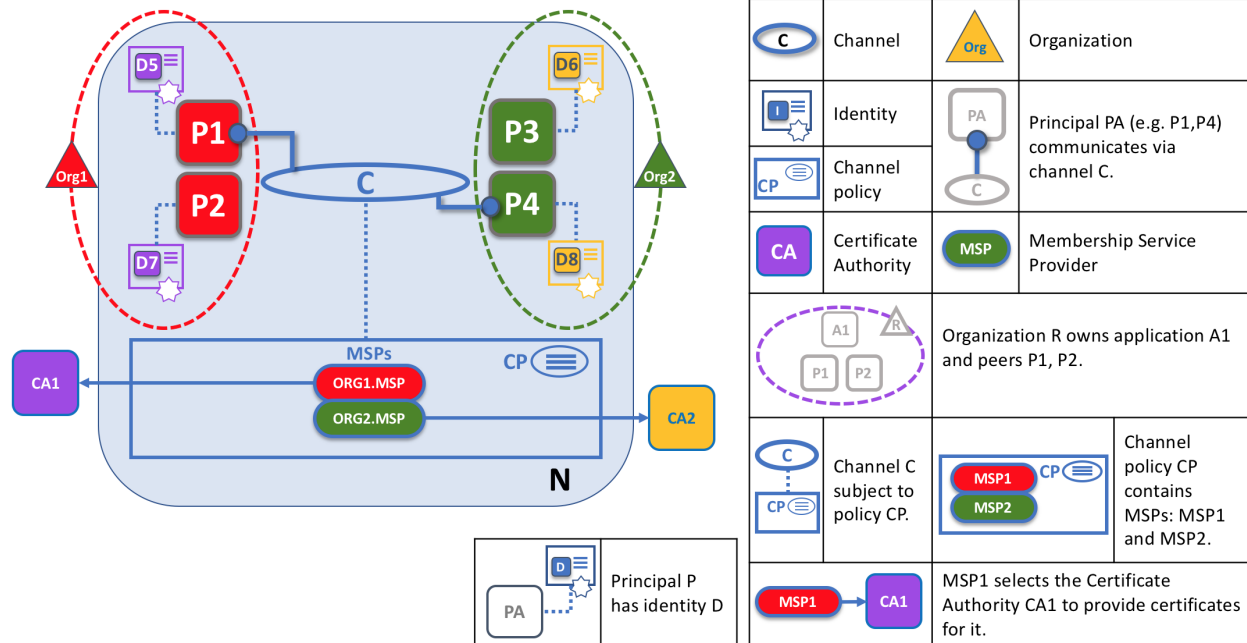 D5
D6
P1
P3
Org1
C
Org2
P2
P4
D7
D8
MSPs
CP
CA1
ORG1.MSP
ORG2.MSP
CA2
N
D
PA
Principal P
has identity D
C
Channel
Org
Organization
I
Identity
PA
C
Principal PA (e.g. P1,P4)
communicates via
channel C.
CP
Channel
policy
CA
Certificate
Authority
MSP
Membership Service
Provider
A1
R
P1
P2
Organization R owns application A1
and peers P1, P2.
C
CP
Channel C
subject to
policy CP.
MSP1
MSP2
CP
Channel
policy CP
contains
MSPs: MSP1
and MSP2.
MSP1
CA1
MSP1 selects the Certificate
Authority CA1 to provide certificates
for it.